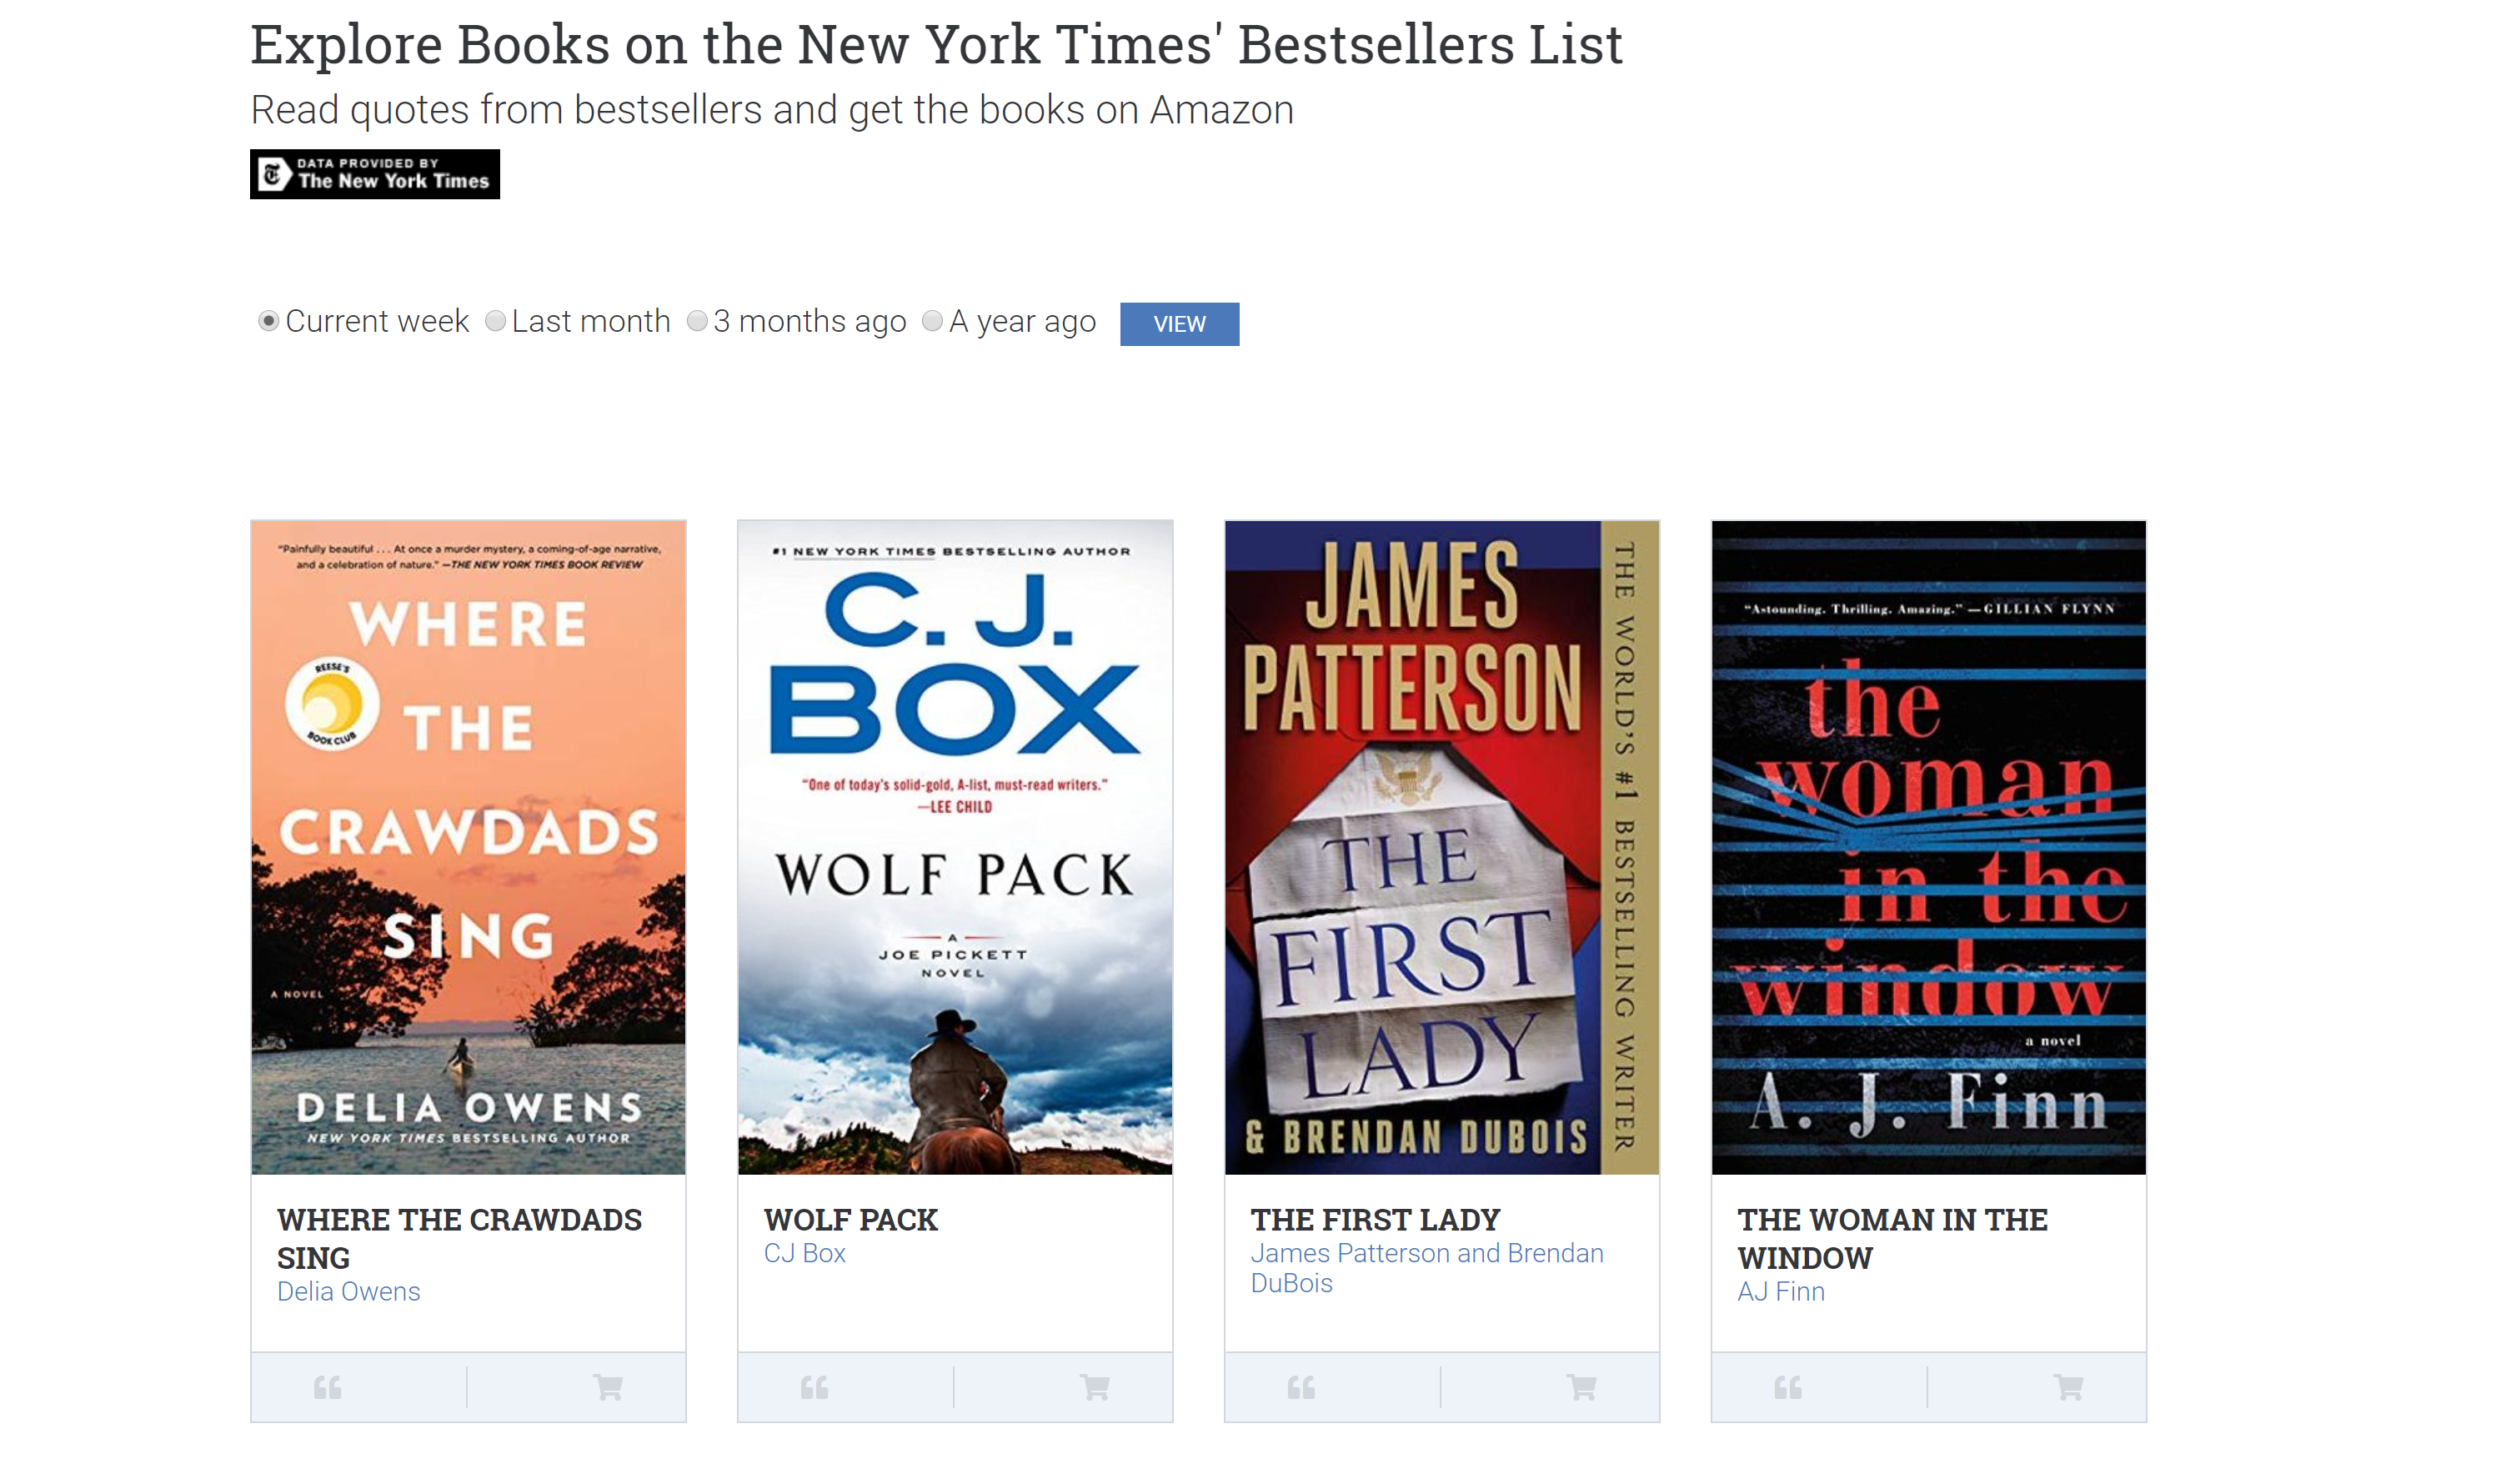 Explore Books on the New York Times' Bestsellers List
Read quotes from bestsellers and get the books on Amazon
DATA PROVIDED BY
The New York Times
Current week Last month 3 months ago A year ago VIEW
"Painfully beautiful . . . At once a murder mystery, a coming-of-age narrative,
and a celebration of nature." —THE NEW YORK TIMES BOOK REVIEW
WHERE
REESE'S
BOOK CLUB
THE
CRAWDADS
SING
A NOVEL
DELIA OWENS
NEW YORK TIMES BESTSELLING AUTHOR
WHERE THE CRAWDADS
SING
Delia Owens
#1 NEW YORK TIMES BESTSELLING AUTHOR
C. J.
BOX
"One of today's solid-gold, A-list, must-read writers."
—LEE CHILD
WOLF PACK
A
JOE PICKETT
NOVEL
WOLF PACK
CJ Box
JAMES
PATTERSON
THE
FIRST
LADY
& BRENDAN DUBOIS
THE WORLD'S #1 BESTSELLING WRITER
THE FIRST LADY
James Patterson and Brendan
DuBois
"Astounding. Thrilling. Amazing." —GILLIAN FLYNN
the
woman
in the
window
a novel
A. J. Finn
THE WOMAN IN THE
WINDOW
AJ Finn